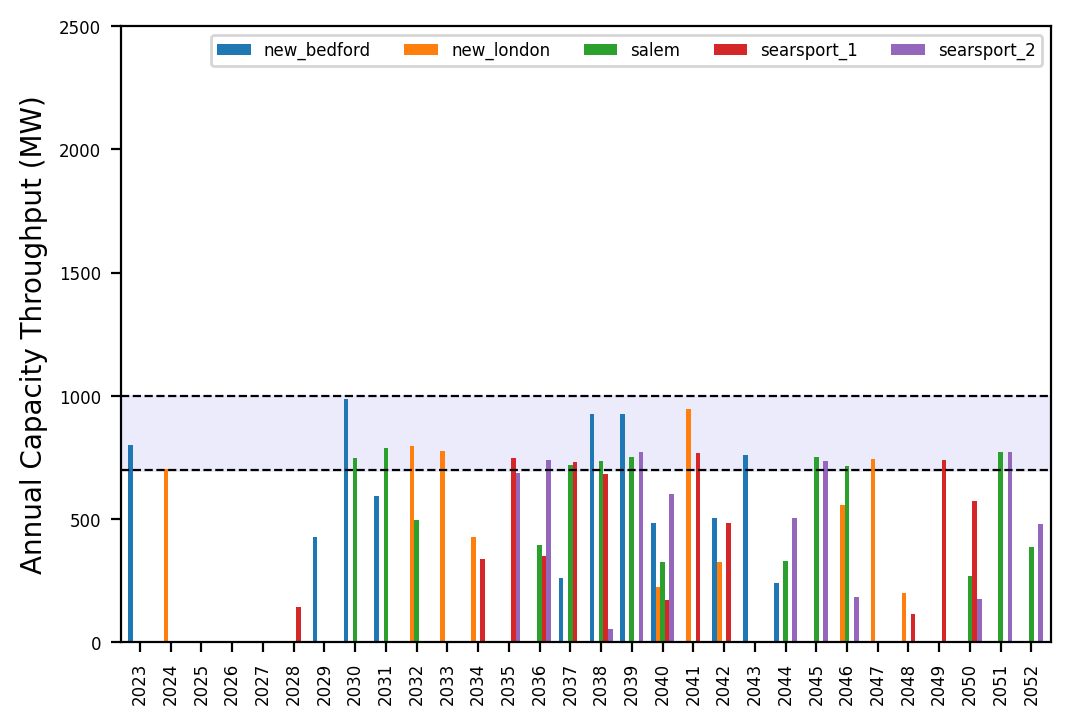 Annual Capacity Throughput (MW)
2500
2000
1500
1000
500
0
new_bedford new_london salem searsport_1 searsport_2
2023 2024 2025 2026 2027 2028 2029 2030 2031 2032 2033 2034 2035 2036 2037 2038 2039 2040 2041 2042 2043 2044 2045 2046 2047 2048 2049 2050 2051 2052